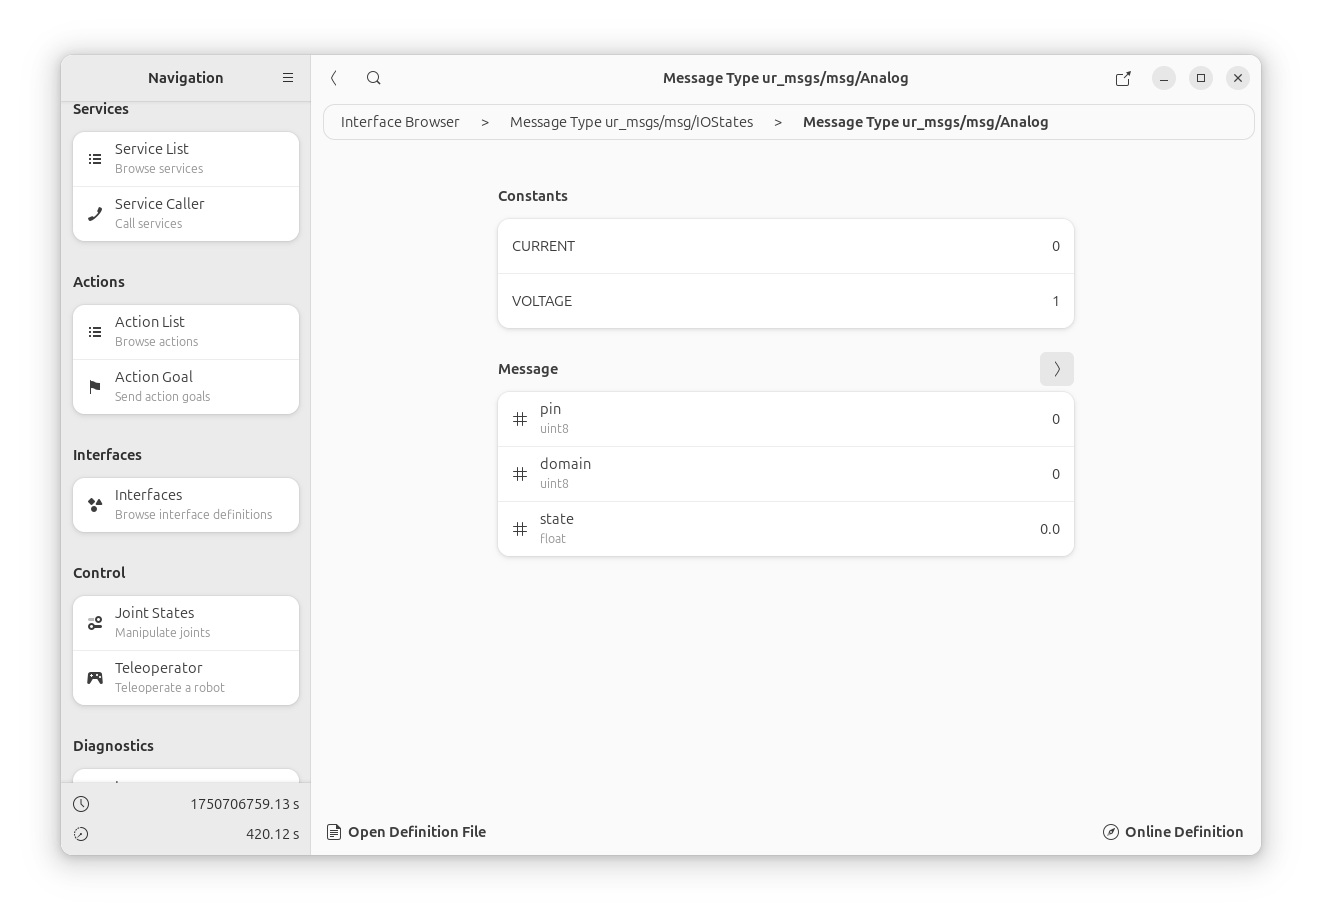 Navigation
Services
Service List
Browse services
Service Caller
Call services
Actions
Action List
Browse actions
Action Goal
Send action goals
Interfaces
Interfaces
Browse interface definitions
Control
Joint States
Manipulate joints
Teleoperator
Teleoperate a robot
Diagnostics
1750706759.13 s
420.12 s
Message Type ur_msgs/msg/Analog
Interface Browser > Message Type ur_msgs/msg/IOStates > Message Type ur_msgs/msg/Analog
Constants
CURRENT 0
VOLTAGE 1
Message
pin
uint8
0
domain
uint8
0
state
float
0.0
Open Definition File
Online Definition